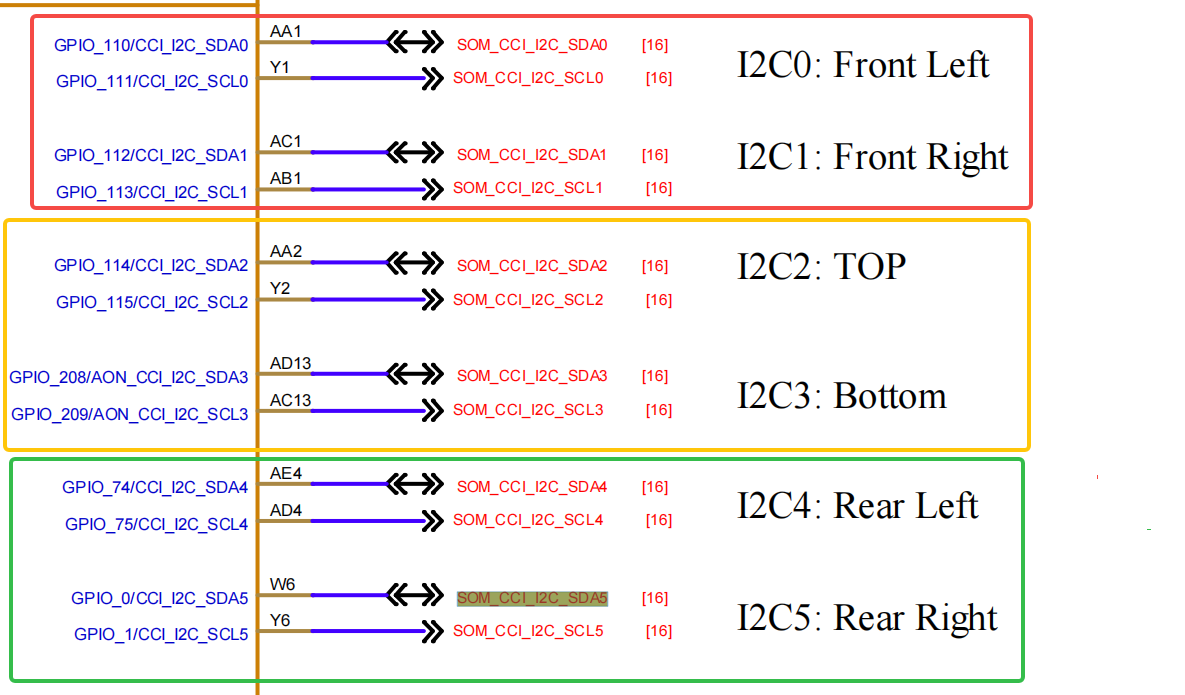 GPIO_110/CCI_I2C_SDA0 AA1 SOM_CCI_I2C_SDA0 [16] I2C0: Front Left
GPIO_111/CCI_I2C_SCL0 Y1 SOM_CCI_I2C_SCL0 [16]
GPIO_112/CCI_I2C_SDA1 AC1 SOM_CCI_I2C_SDA1 [16] I2C1: Front Right
GPIO_113/CCI_I2C_SCL1 AB1 SOM_CCI_I2C_SCL1 [16]
GPIO_114/CCI_I2C_SDA2 AA2 SOM_CCI_I2C_SDA2 [16] I2C2: TOP
GPIO_115/CCI_I2C_SCL2 Y2 SOM_CCI_I2C_SCL2 [16]
GPIO_208/AON_CCI_I2C_SDA3 AD13 SOM_CCI_I2C_SDA3 [16] I2C3: Bottom
GPIO_209/AON_CCI_I2C_SCL3 AC13 SOM_CCI_I2C_SCL3 [16]
GPIO_74/CCI_I2C_SDA4 AE4 SOM_CCI_I2C_SDA4 [16] I2C4: Rear Left
GPIO_75/CCI_I2C_SCL4 AD4 SOM_CCI_I2C_SCL4 [16]
GPIO_0/CCI_I2C_SDA5 W6 SOM_CCI_I2C_SDA5 [16] I2C5: Rear Right
GPIO_1/CCI_I2C_SCL5 Y6 SOM_CCI_I2C_SCL5 [16]